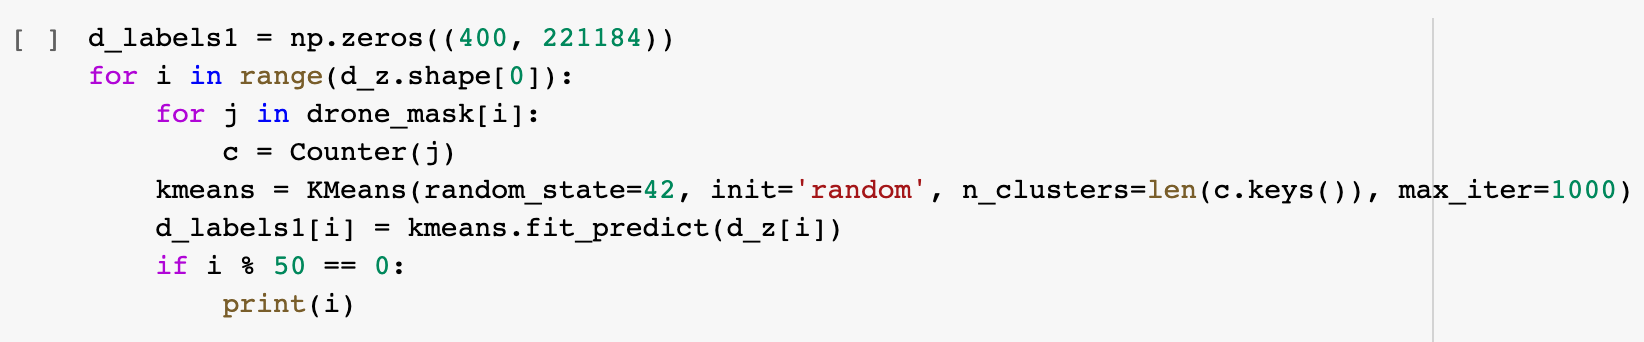 [ ] d_labels1 = np.zeros((400, 221184))
for i in range(d_z.shape[0]):
    for j in drone_mask[i]:
        c = Counter(j)
    kmeans = KMeans(random_state=42, init='random', n_clusters=len(c.keys()), max_iter=1000)
    d_labels1[i] = kmeans.fit_predict(d_z[i])
    if i % 50 == 0:
        print(i)